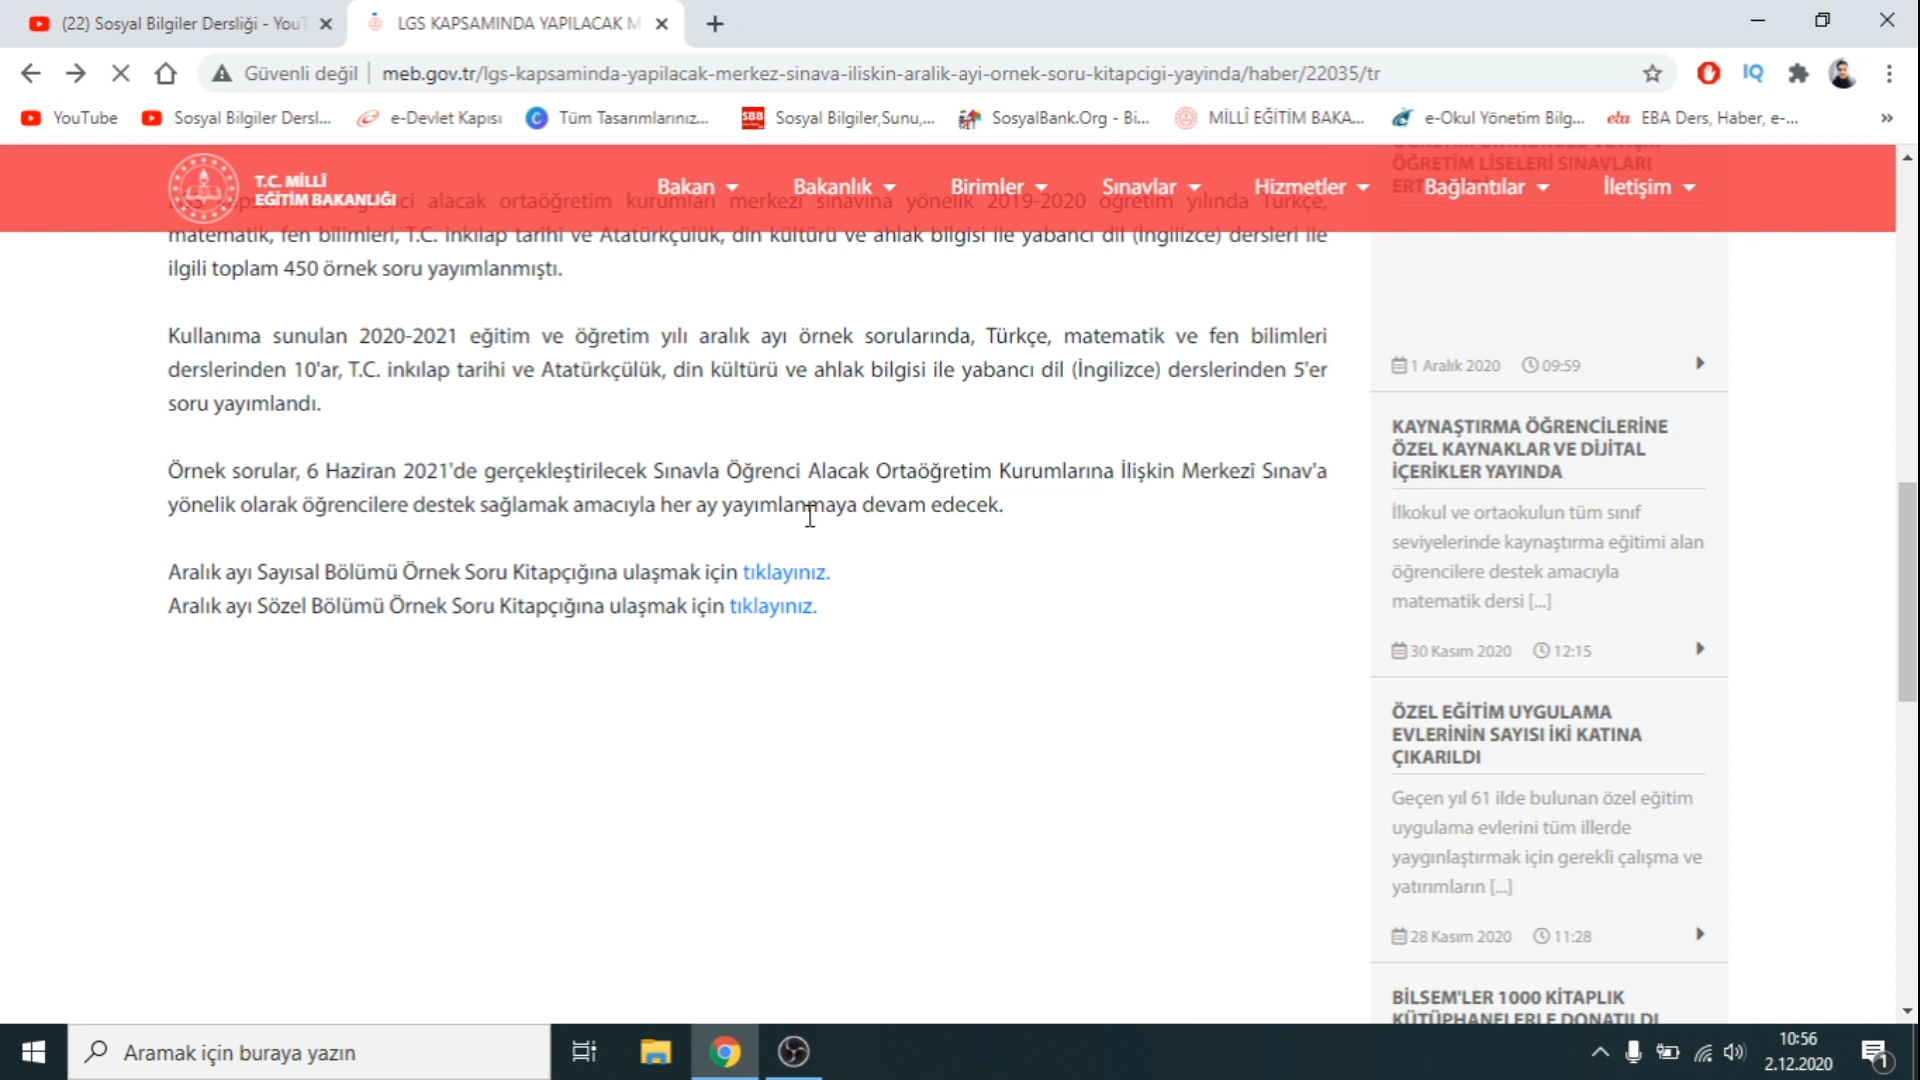 (22) Sosyal Bilgiler Dersliği - You
LGS KAPSAMINDA YAPILACAK M
Güvenli değil
meb.gov.tr/lgs-kapsaminda-yapilacak-merkez-sinava-iliskin-aralik-ayi-ornek-soru-kitapcigi-yayinda/haber/22035/tr
IQ
YouTube
Sosyal Bilgiler Dersl...
e-Devlet Kapısı
C
Tüm Tasarımlarınız...
SBB
Sosyal Bilgiler,Sunu,...
SosyalBank.Org - Bi...
MİLLÎ EĞİTİM BAKA...
e-Okul Yönetim Bilg...
eba
EBA Ders, Haber, e-...
»
T.C. MİLLÎ
EĞİTİM BAKANLIĞI
Bakan
Bakanlık
Birimler
Sınavlar
Hizmetler
Bağlantılar
İletişim
alacak ortaöğretim kurumları merkezî sınavına yönelik 2019-2020 öğretim yılında Türkçe,
matematik, fen bilimleri, T.C. inkılap tarihi ve Atatürkçülük, din kültürü ve ahlak bilgisi ile yabancı dil (İngilizce) dersleri ile
ilgili toplam 450 örnek soru yayımlanmıştı.
Kullanıma sunulan 2020-2021 eğitim ve öğretim yılı aralık ayı örnek sorularında, Türkçe, matematik ve fen bilimleri
derslerinden 10'ar, T.C. inkılap tarihi ve Atatürkçülük, din kültürü ve ahlak bilgisi ile yabancı dil (İngilizce) derslerinden 5'er
soru yayımlandı.
Örnek sorular, 6 Haziran 2021'de gerçekleştirilecek Sınavla Öğrenci Alacak Ortaöğretim Kurumlarına İlişkin Merkezî Sınav'a
yönelik olarak öğrencilere destek sağlamak amacıyla her ay yayımlanmaya devam edecek.
Aralık ayı Sayısal Bölümü Örnek Soru Kitapçığına ulaşmak için tıklayınız.
Aralık ayı Sözel Bölümü Örnek Soru Kitapçığına ulaşmak için tıklayınız.
ÖĞRETİM LİSELERİ SINAVLARI
1 Aralık 2020 09:59
KAYNAŞTIRMA ÖĞRENCİLERİNE
ÖZEL KAYNAKLAR VE DİJİTAL
İÇERİKLER YAYINDA
İlkokul ve ortaokulun tüm sınıf
seviyelerinde kaynaştırma eğitimi alan
öğrencilere destek amacıyla
matematik dersi [...]
30 Kasım 2020 12:15
ÖZEL EĞİTİM UYGULAMA
EVLERİNİN SAYISI İKİ KATINA
ÇIKARILDI
Geçen yıl 61 ilde bulunan özel eğitim
uygulama evlerini tüm illerde
yaygınlaştırmak için gerekli çalışma ve
yatırımların [...]
28 Kasım 2020 11:28
BİLSEM'LER 1000 KİTAPLIK
KÜTÜPHANELERLE DONATILDI
Aramak için buraya yazın
10:56
2.12.2020
1